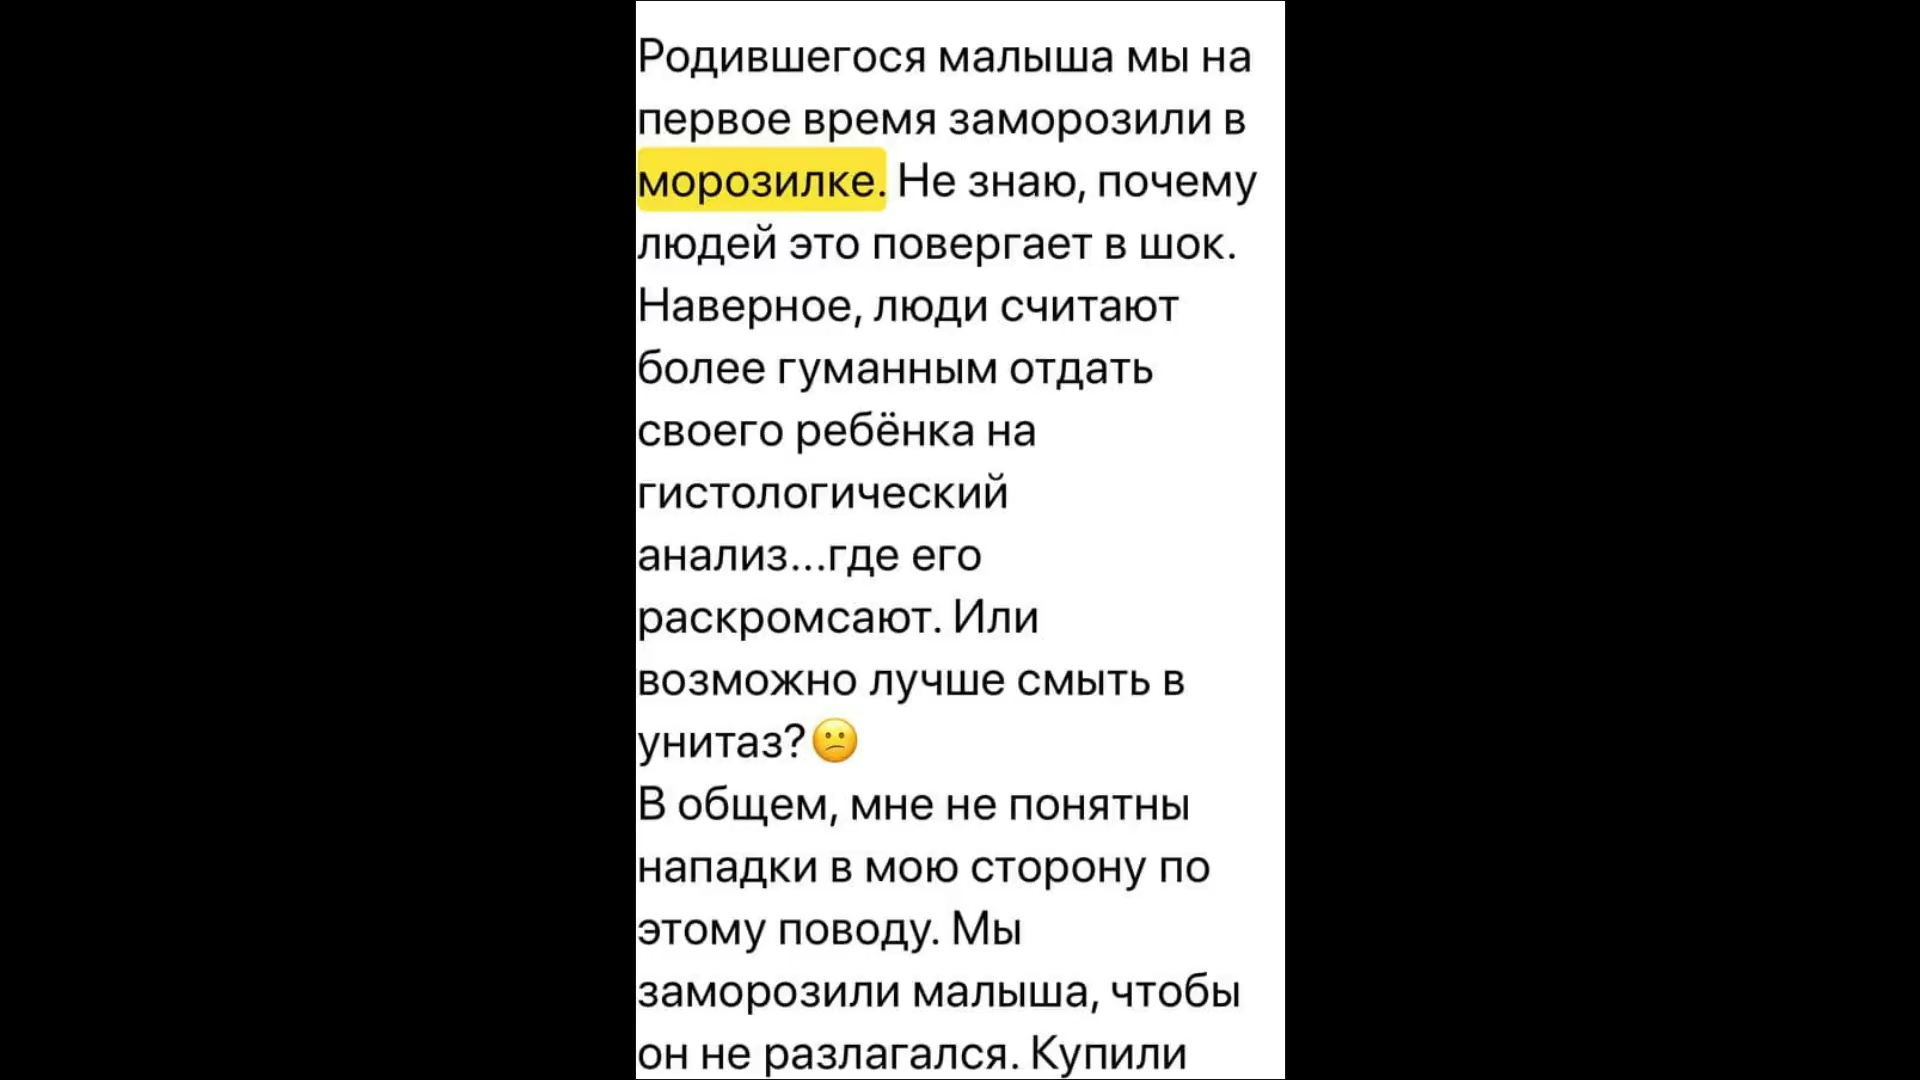 Родившегося малыша мы на
первое время заморозили в
морозилке. Не знаю, почему
людей это повергает в шок.
Наверное, люди считают
более гуманным отдать
своего ребёнка на
гистологический
анализ...где его
раскромсают. Или
возможно лучше смыть в
унитаз?😕
В общем, мне не понятны
нападки в мою сторону по
этому поводу. Мы
заморозили малыша, чтобы
он не разлагался. Купили